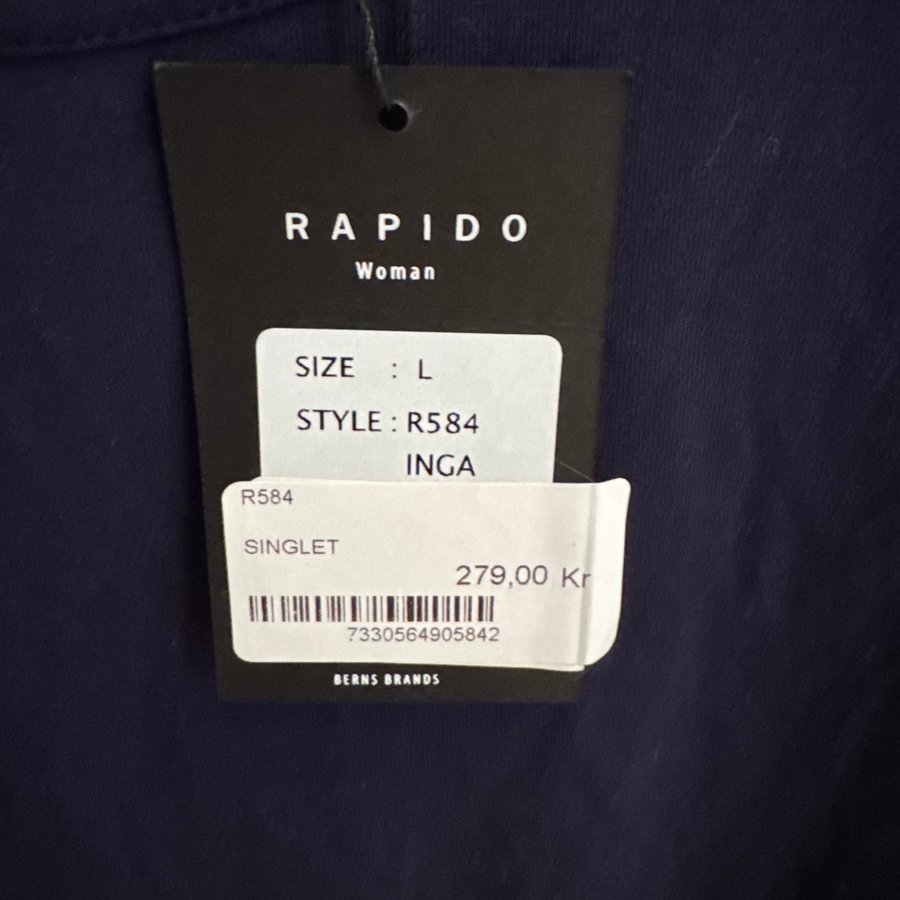 RAPIDO
Woman
SIZE : L
STYLE : R584
INGA
R584
SINGLET
279,00 Kr
7330564905842
BERNS BRANDS